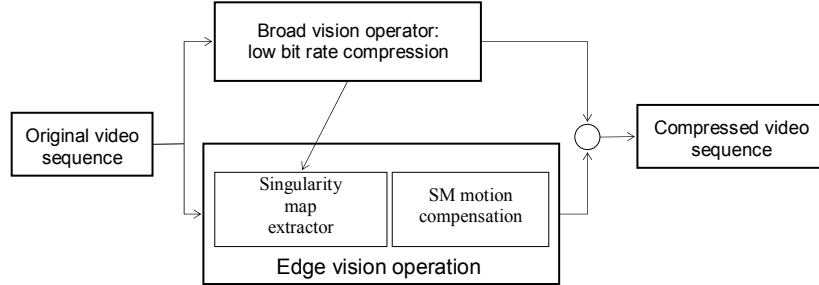 Broad vision operator:
low bit rate compression
Original video
sequence
Compressed video
sequence
Singularity
map
extractor
SM motion
compensation
Edge vision operation